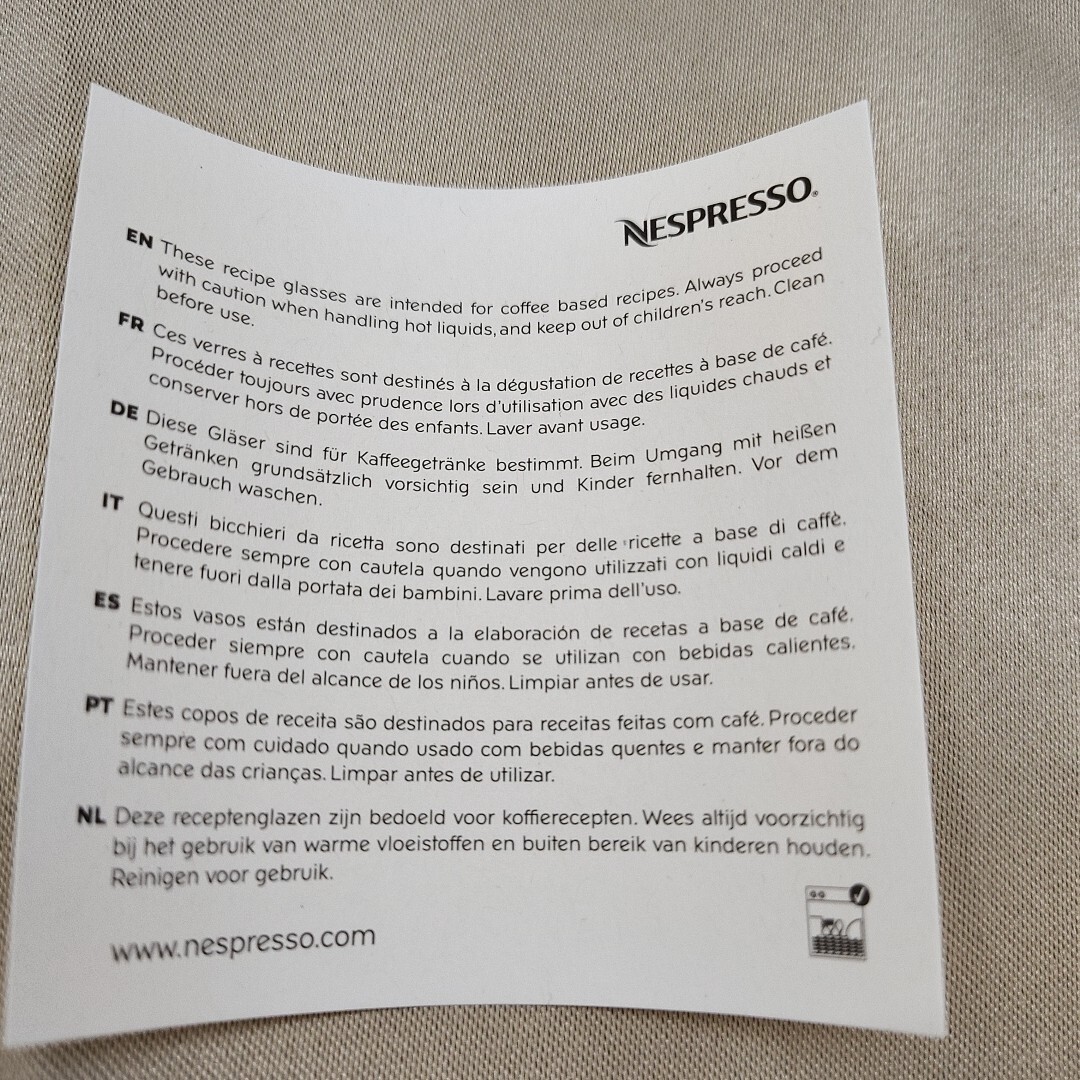 NESPRESSO®
EN These recipe glasses are intended for coffee based recipes. Always proceed
with caution when handling hot liquids, and keep out of children's reach. Clean
before use.
FR Ces verres à recettes sont destinés à la dégustation de recettes à base de café.
Procéder toujours avec prudence lors d'utilisation avec des liquides chauds et
conserver hors de portée des enfants. Laver avant usage.
DE Diese Gläser sind für Kaffeegetränke bestimmt. Beim Umgang mit heißen
Getränken grundsätzlich vorsichtig sein und Kinder fernhalten. Vor dem
Gebrauch waschen.
IT Questi bicchieri da ricetta sono destinati per delle ricette a base di caffè.
Procedere sempre con cautela quando vengono utilizzati con liquidi caldi e
tenere fuori dalla portata dei bambini. Lavare prima dell'uso.
ES Estos vasos están destinados a la elaboración de recetas a base de café.
Proceder siempre con cautela cuando se utilizan con bebidas calientes.
Mantener fuera del alcance de los niños. Limpiar antes de usar.
PT Estes copos de receita são destinados para receitas feitas com café. Proceder
sempre com cuidado quando usado com bebidas quentes e manter fora do
alcance das crianças. Limpar antes de utilizar.
NL Deze receptenglazen zijn bedoeld voor koffierecepten. Wees altijd voorzichtig
bij het gebruik van warme vloeistoffen en buiten bereik van kinderen houden.
Reinigen voor gebruik.
www.nespresso.com